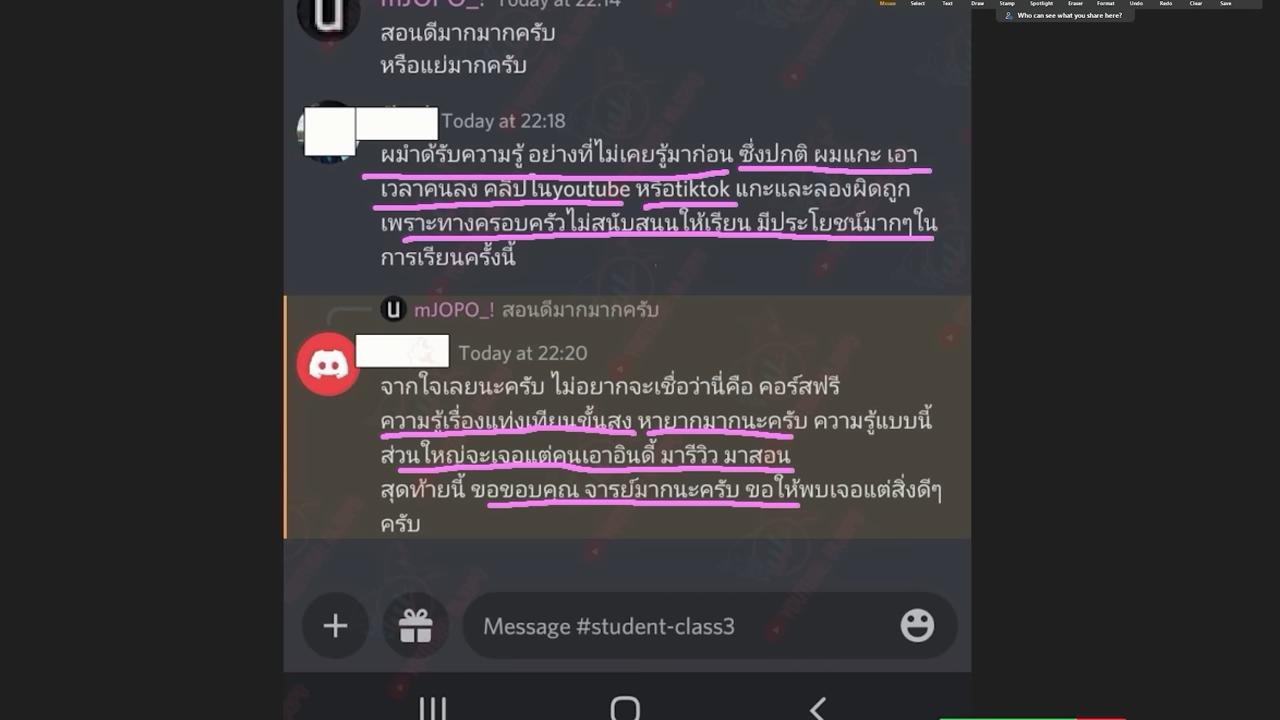 Mouse Select Text Draw Stamp Spotlight Eraser Format Undo Redo Clear Save
Who can see what you share here?
mJOPO_! Today at 22:14
สอนดีมากมากครับ
หรือแย่มากครับ
Today at 22:18
ผมำด้รับความรู้ อย่างที่ไม่เคยรู้มาก่อน ซึ่งปกติ ผมแกะ เอา
เวลาคนลง คลิปในyoutube หรือtiktok แกะและลองผิดถูก
เพราะทางครอบครัวไม่สนับสนุนให้เรียน มีประโยชน์มากๆใน
การเรียนครั้งนี้
mJOPO_! สอนดีมากมากครับ
Today at 22:20
จากใจเลยนะครับ ไม่อยากจะเชื่อว่านี่คือ คอร์สฟรี
ความรู้เรื่องแท่งเทียนขั้นสูง หายากมากนะครับ ความรู้แบบนี้
ส่วนใหญ่จะเจอแต่คนเอาอินดี้ มารีวิว มาสอน
สุดท้ายนี้ ขอขอบคุณ จารย์มากนะครับ ขอให้พบเจอแต่สิ่งดีๆ
ครับ
Message #student-class3